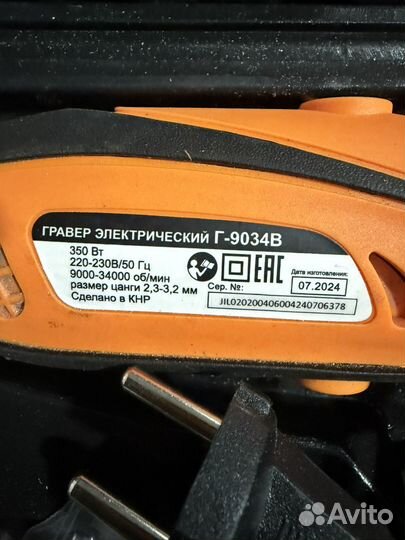 ГРАВЕР ЭЛЕКТРИЧЕСКИЙ Г-9034В
350 Вт
220-230В/50 Гц
9000-34000 об/мин
размер цанги 2,3-3,2 мм
Сделано в КНР
EAC
Дата изготовления:
07.2024
Сер. №:
JIL020200406004240706378
Avito